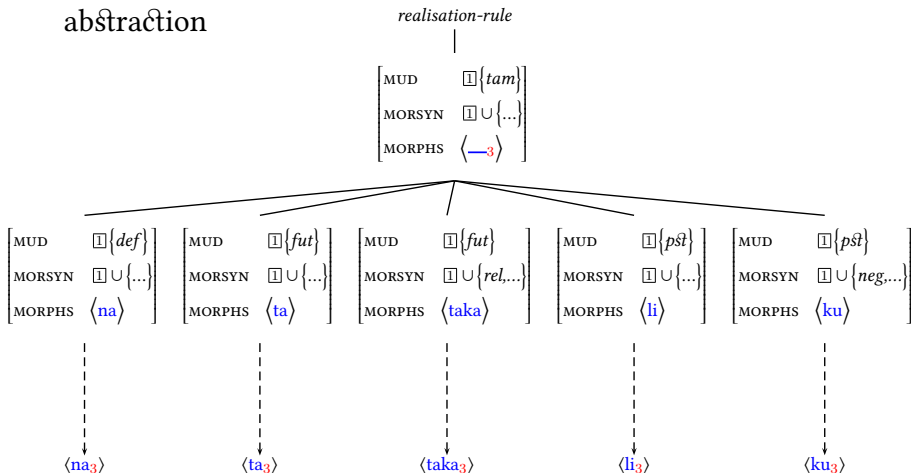 abstraction
realisation-rule
MUD 1{tam}
MORSYN 1 ∪ {...}
MORPHS ⟨__3⟩
MUD 1{def} MUD 1{fut} MUD 1{fut} MUD 1{pst} MUD 1{pst}
MORSYN 1 ∪ {...} MORSYN 1 ∪ {...} MORSYN 1 ∪ {rel,...} MORSYN 1 ∪ {...} MORSYN 1 ∪ {neg,...}
MORPHS ⟨na⟩ MORPHS ⟨ta⟩ MORPHS ⟨taka⟩ MORPHS ⟨li⟩ MORPHS ⟨ku⟩
⟨na3⟩ ⟨ta3⟩ ⟨taka3⟩ ⟨li3⟩ ⟨ku3⟩